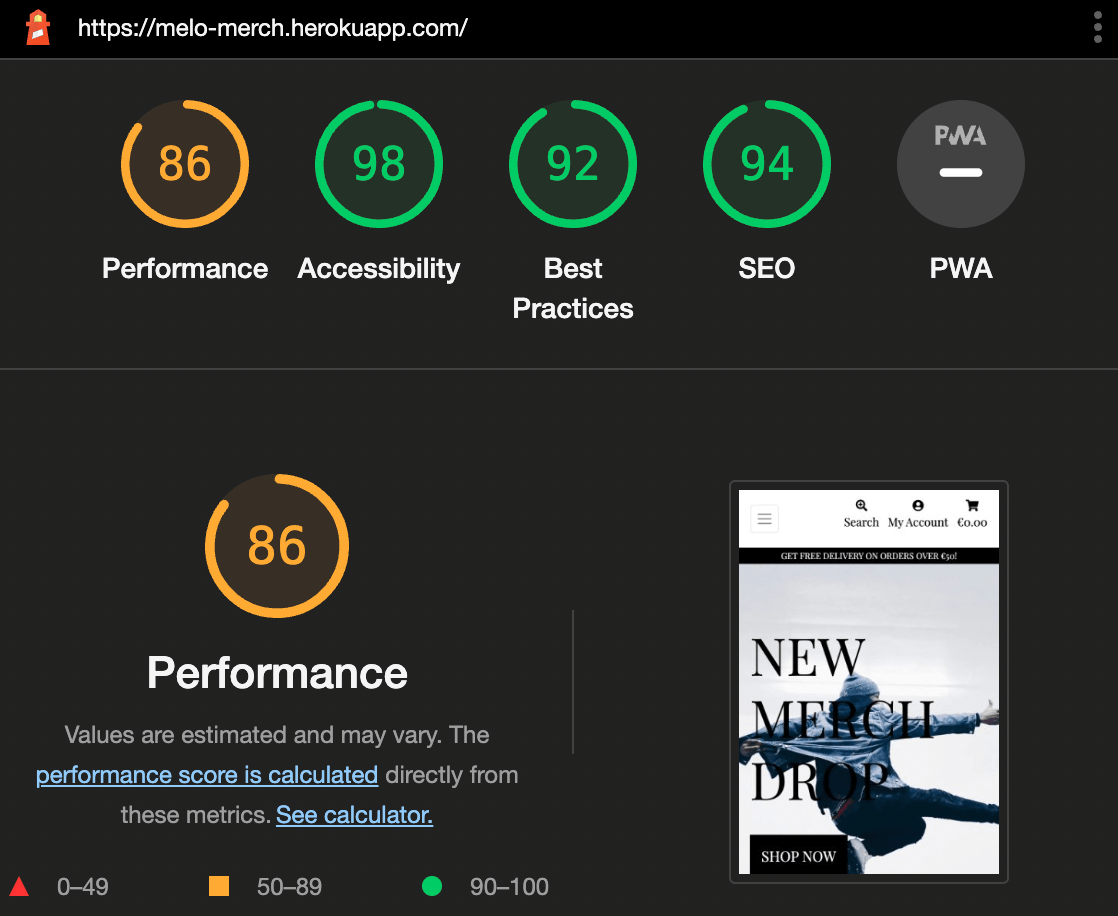 https://melo-merch.herokuapp.com/
86
98
92
94
PWA
Performance
Accessibility
Best
Practices
SEO
PWA
86
Performance
Values are estimated and may vary. The
performance score is calculated directly from
these metrics. See calculator.
0–49
50–89
90–100
Search
My Account
€0.00
GET FREE DELIVERY ON ORDERS OVER €50!
NEW
MERCH
DROP
SHOP NOW